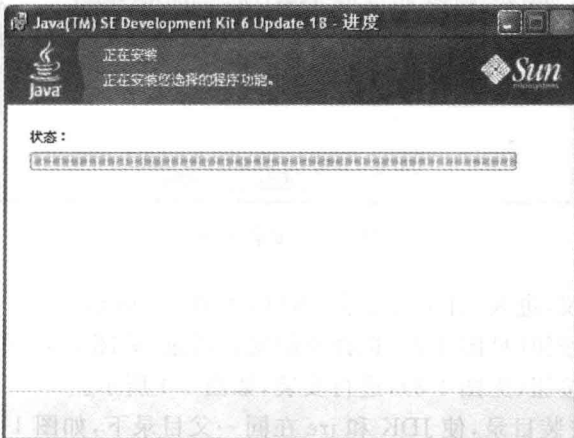 Java(TM) SE Development Kit 6 Update 18 - 进度
正在安装
正在安装您选择的程序功能。
Java
Sun
microsystems
状态：